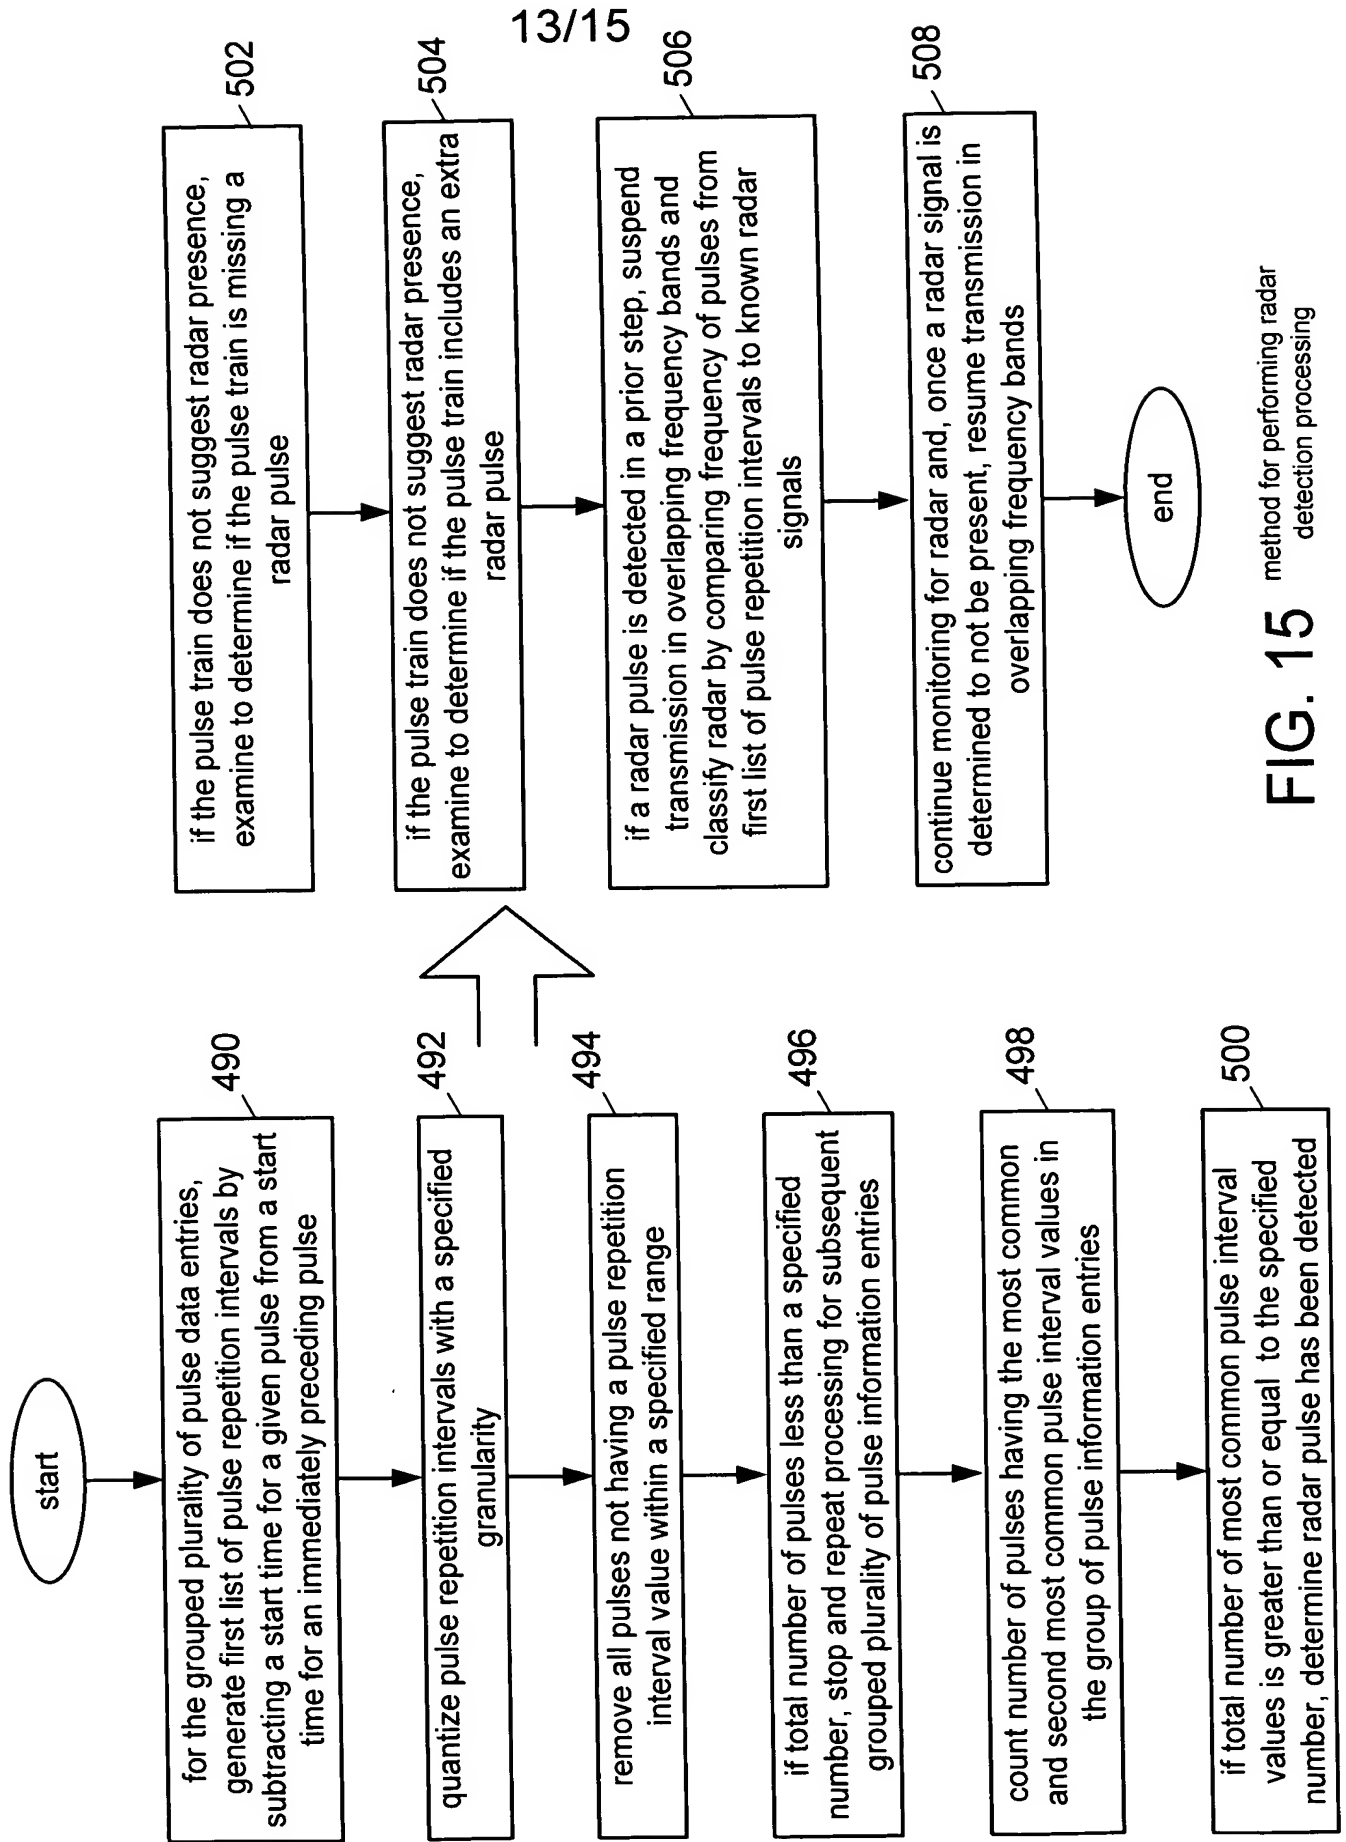 13/15
start
for the grouped plurality of pulse data entries,
generate first list of pulse repetition intervals by
subtracting a start time for a given pulse from a start
time for an immediately preceding pulse
490
quantize pulse repetition intervals with a specified
granularity
492
remove all pulses not having a pulse repetition
interval value within a specified range
494
if total number of pulses less than a specified
number, stop and repeat processing for subsequent
grouped plurality of pulse information entries
496
count number of pulses having the most common
and second most common pulse interval values in
the group of pulse information entries
498
if total number of most common pulse interval
values is greater than or equal to the specified
number, determine radar pulse has been detected
500
if the pulse train does not suggest radar presence,
examine to determine if the pulse train is missing a
radar pulse
502
if the pulse train does not suggest radar presence,
examine to determine if the pulse train includes an extra
radar pulse
504
if a radar pulse is detected in a prior step, suspend
transmission in overlapping frequency bands and
classify radar by comparing frequency of pulses from
first list of pulse repetition intervals to known radar
signals
506
continue monitoring for radar and, once a radar signal is
determined to not be present, resume transmission in
overlapping frequency bands
508
end
FIG. 15
method for performing radar
detection processing